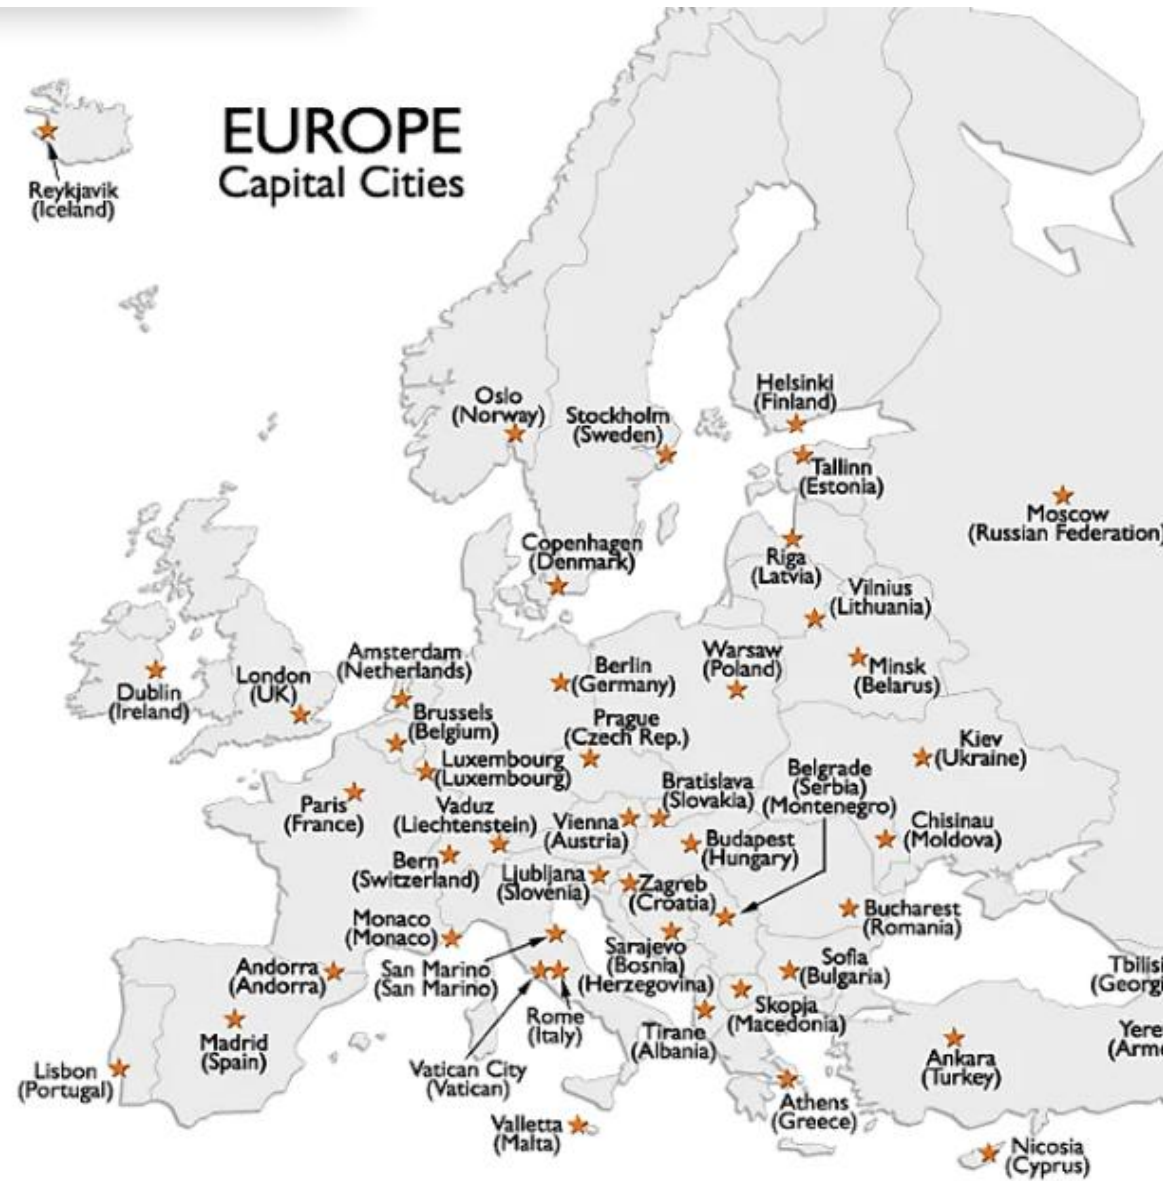 EUROPE
Capital Cities
Reykjavik
(Iceland)
Oslo
(Norway)
Stockholm
(Sweden)
Helsinki
(Finland)
Tallinn
(Estonia)
Moscow
(Russian Federation)
Copenhagen
(Denmark)
Riga
(Latvia)
Vilnius
(Lithuania)
Dublin
(Ireland)
London
(UK)
Amsterdam
(Netherlands)
Berlin
(Germany)
Warsaw
(Poland)
Minsk
(Belarus)
Brussels
(Belgium)
Prague
(Czech Rep.)
Kiev
(Ukraine)
Luxembourg
(Luxembourg)
Paris
(France)
Vaduz
(Liechtenstein)
Vienna
(Austria)
Bratislava
(Slovakia)
Belgrade
(Serbia)
(Montenegro)
Chisinau
(Moldova)
Budapest
(Hungary)
Bern
(Switzerland)
Ljubljana
(Slovenia)
Zagreb
(Croatia)
Bucharest
(Romania)
Monaco
(Monaco)
Andorra
(Andorra)
San Marino
(San Marino)
Sarajevo
(Bosnia)
(Herzegovina)
Sofia
(Bulgaria)
Tbilisi
(Georgi
Madrid
(Spain)
Rome
(Italy)
Skopja
(Macedonia)
Tirane
(Albania)
Yere
(Arme
Ankara
(Turkey)
Lisbon
(Portugal)
Vatican City
(Vatican)
Athens
(Greece)
Valletta
(Malta)
Nicosia
(Cyprus)